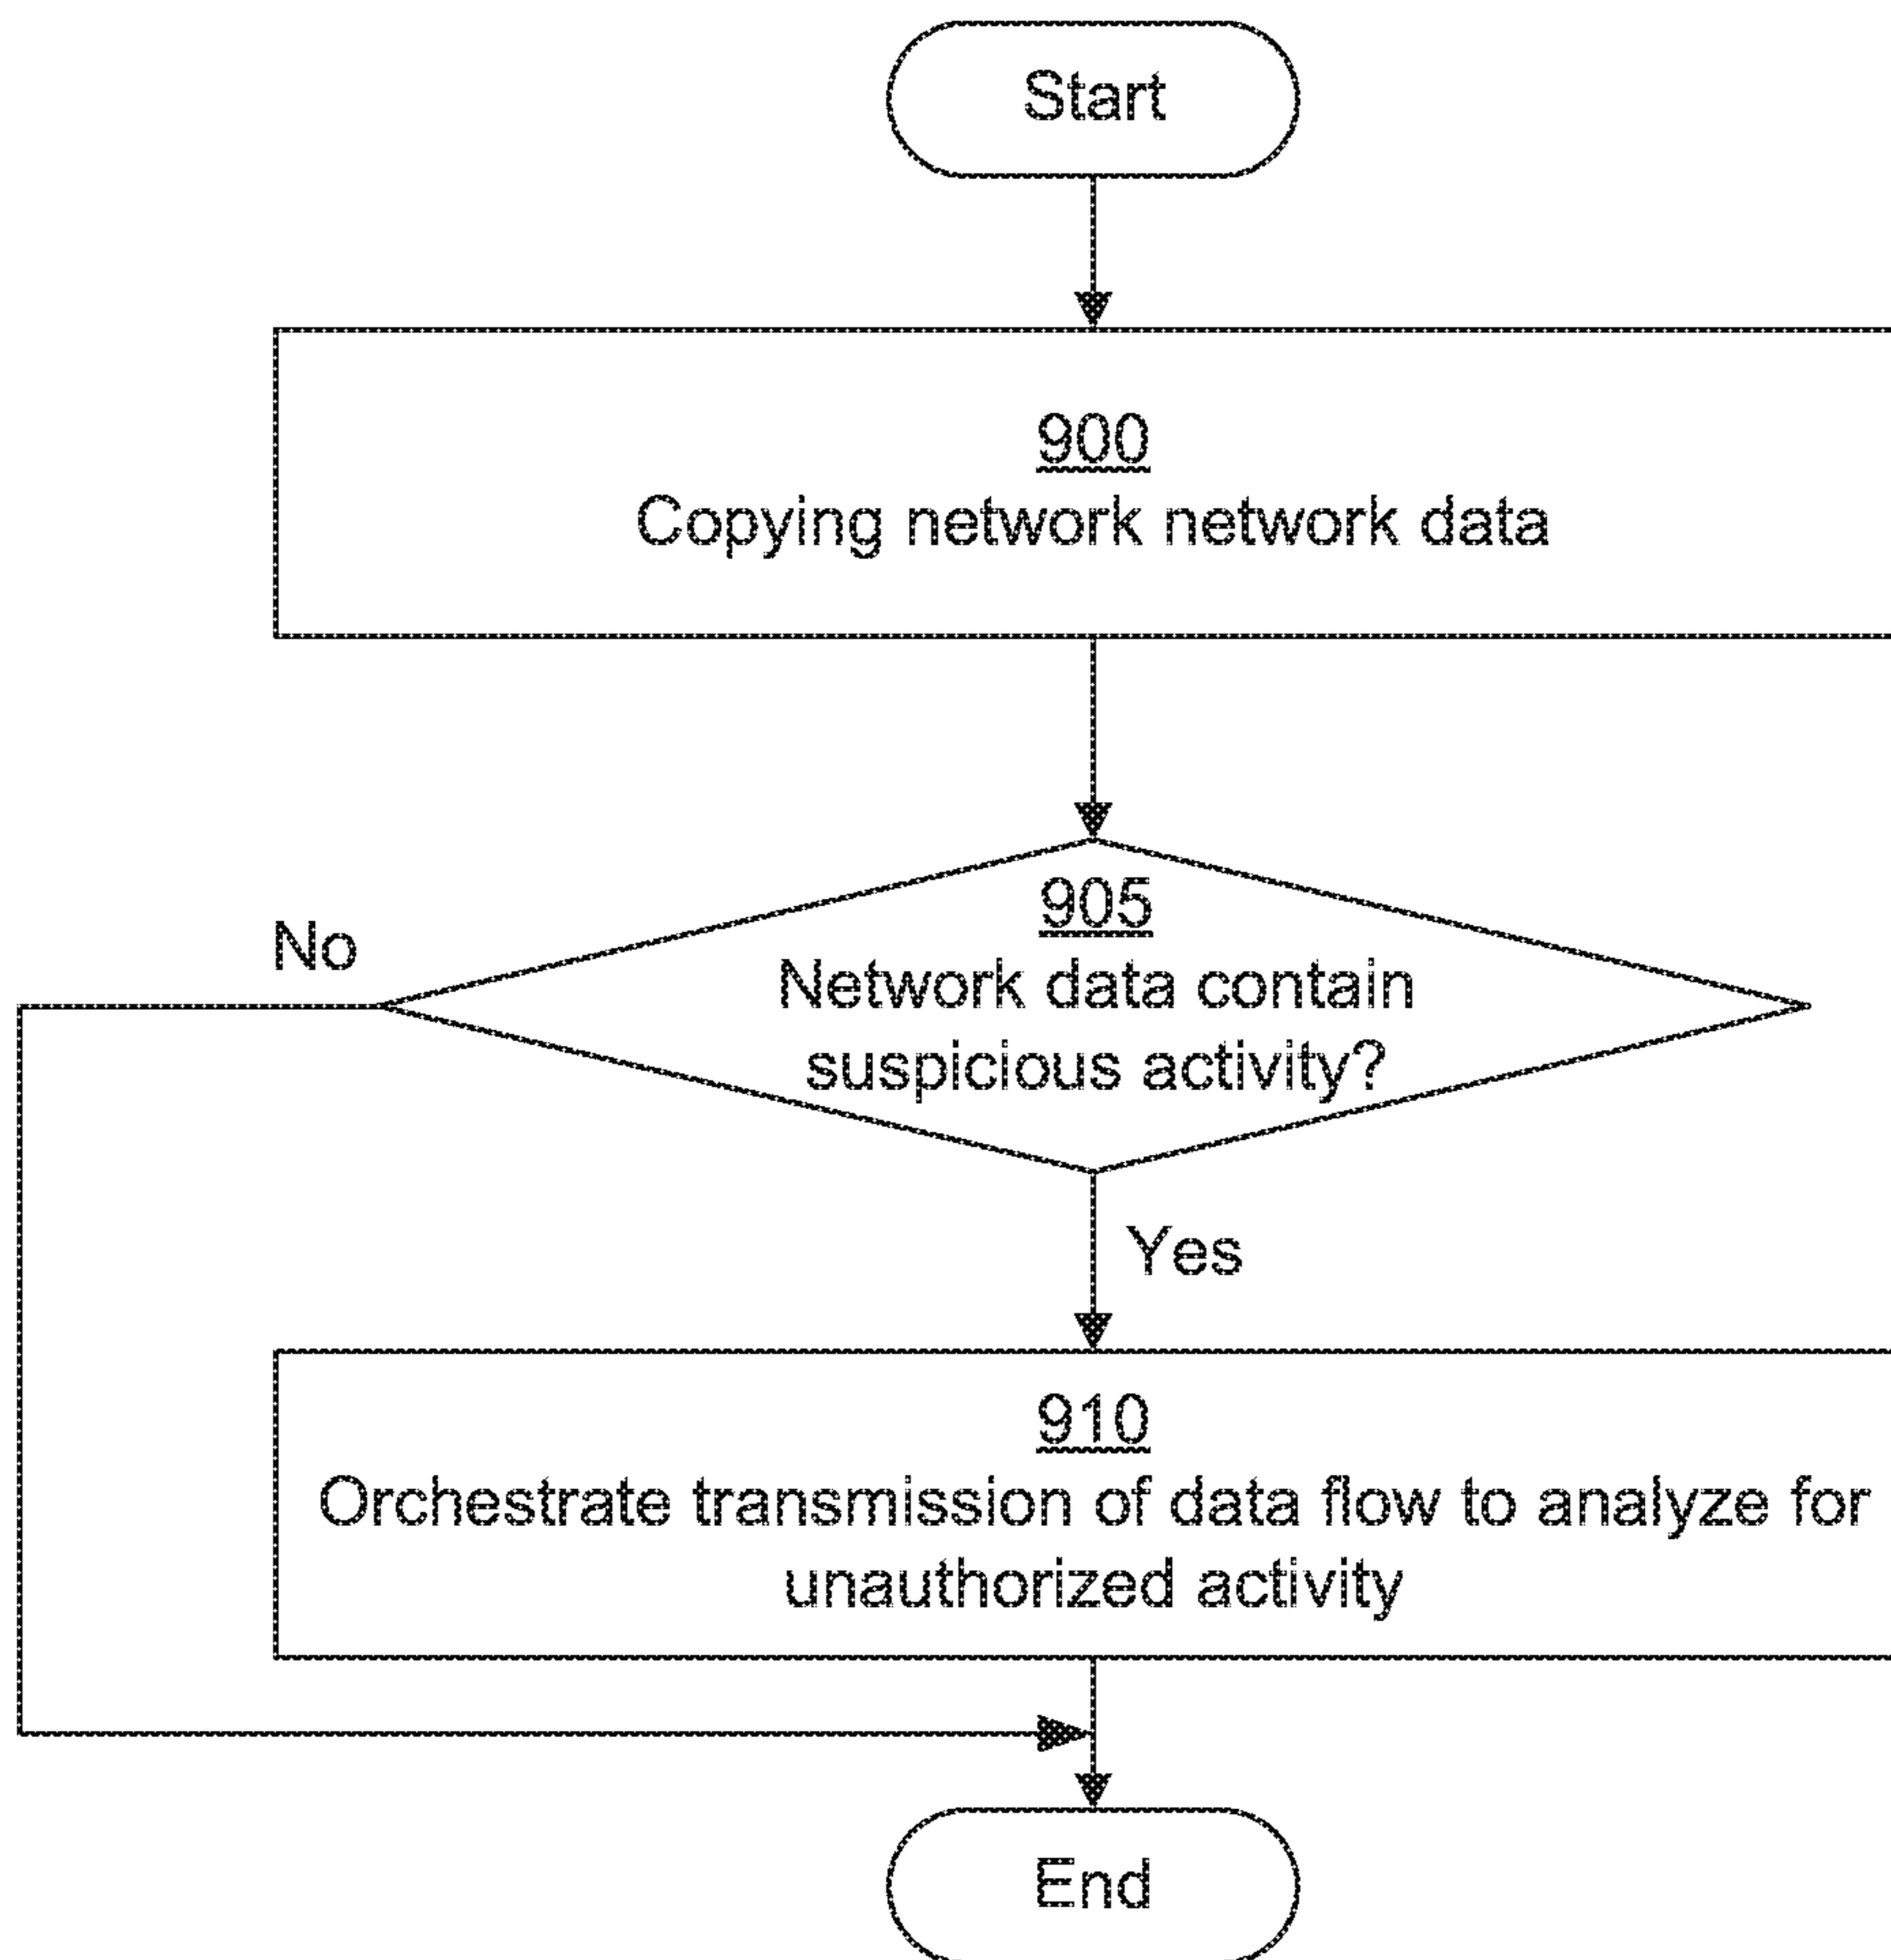 Start
900
Copying network network data
905
Network data contain
suspicious activity?
No
Yes
910
Orchestrate transmission of data flow to analyze for
unauthorized activity
End